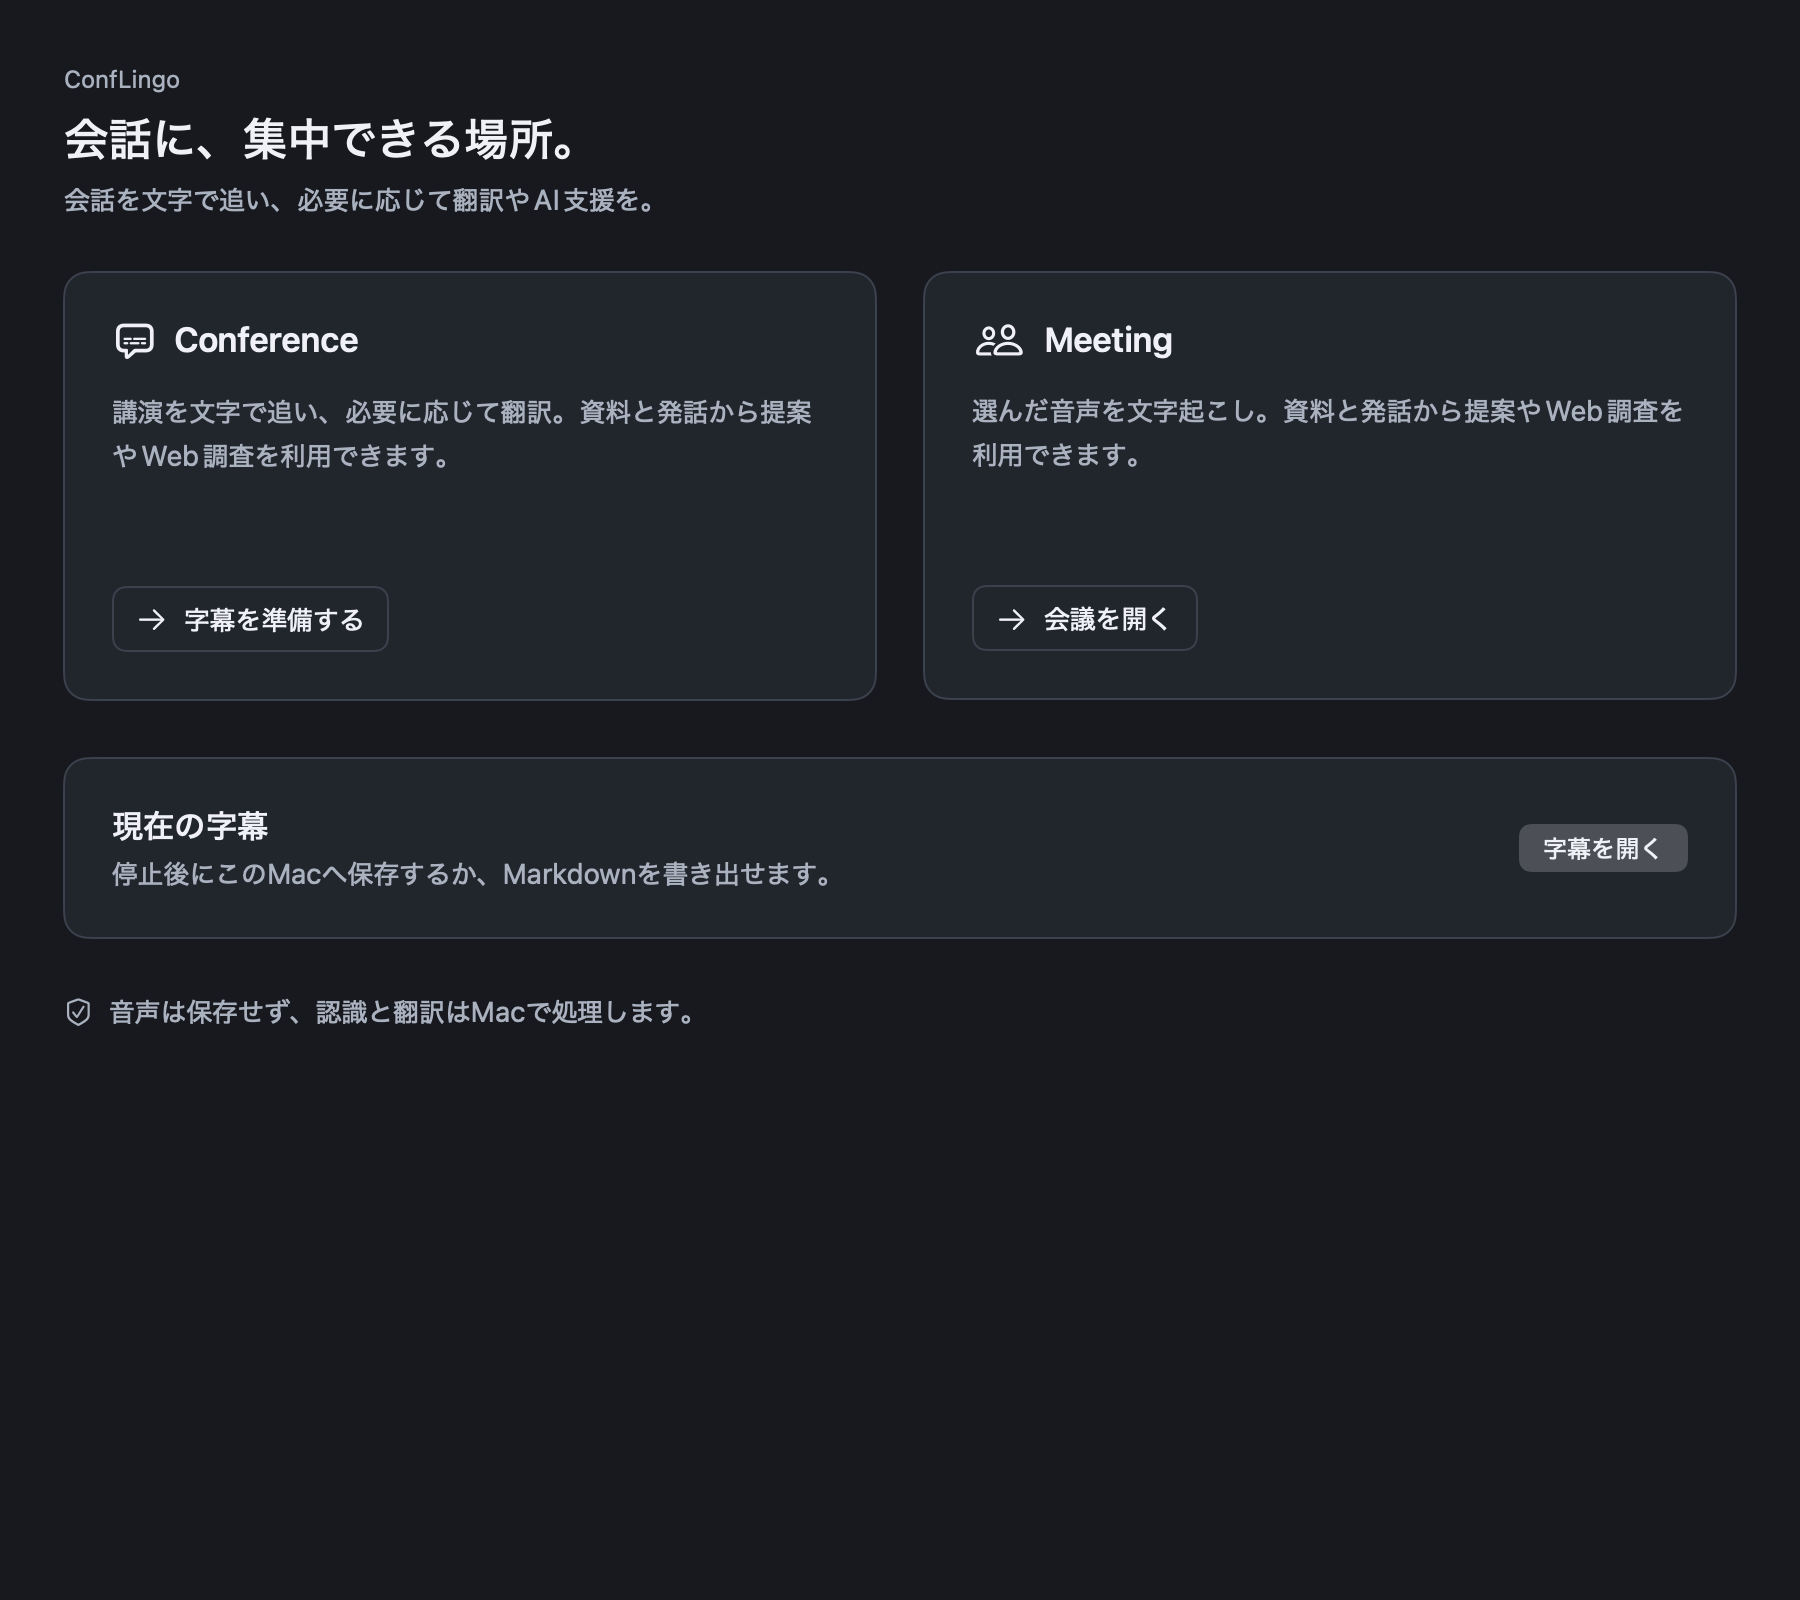 ConfLingo
会話に、集中できる場所。
会話を文字で追い、必要に応じて翻訳やAI支援を。
Conference
講演を文字で追い、必要に応じて翻訳。資料と発話から提案
やWeb調査を利用できます。
字幕を準備する
Meeting
選んだ音声を文字起こし。資料と発話から提案やWeb調査を
利用できます。
会議を開く
現在の字幕
停止後にこのMacへ保存するか、Markdownを書き出せます。
字幕を開く
音声は保存せず、認識と翻訳はMacで処理します。